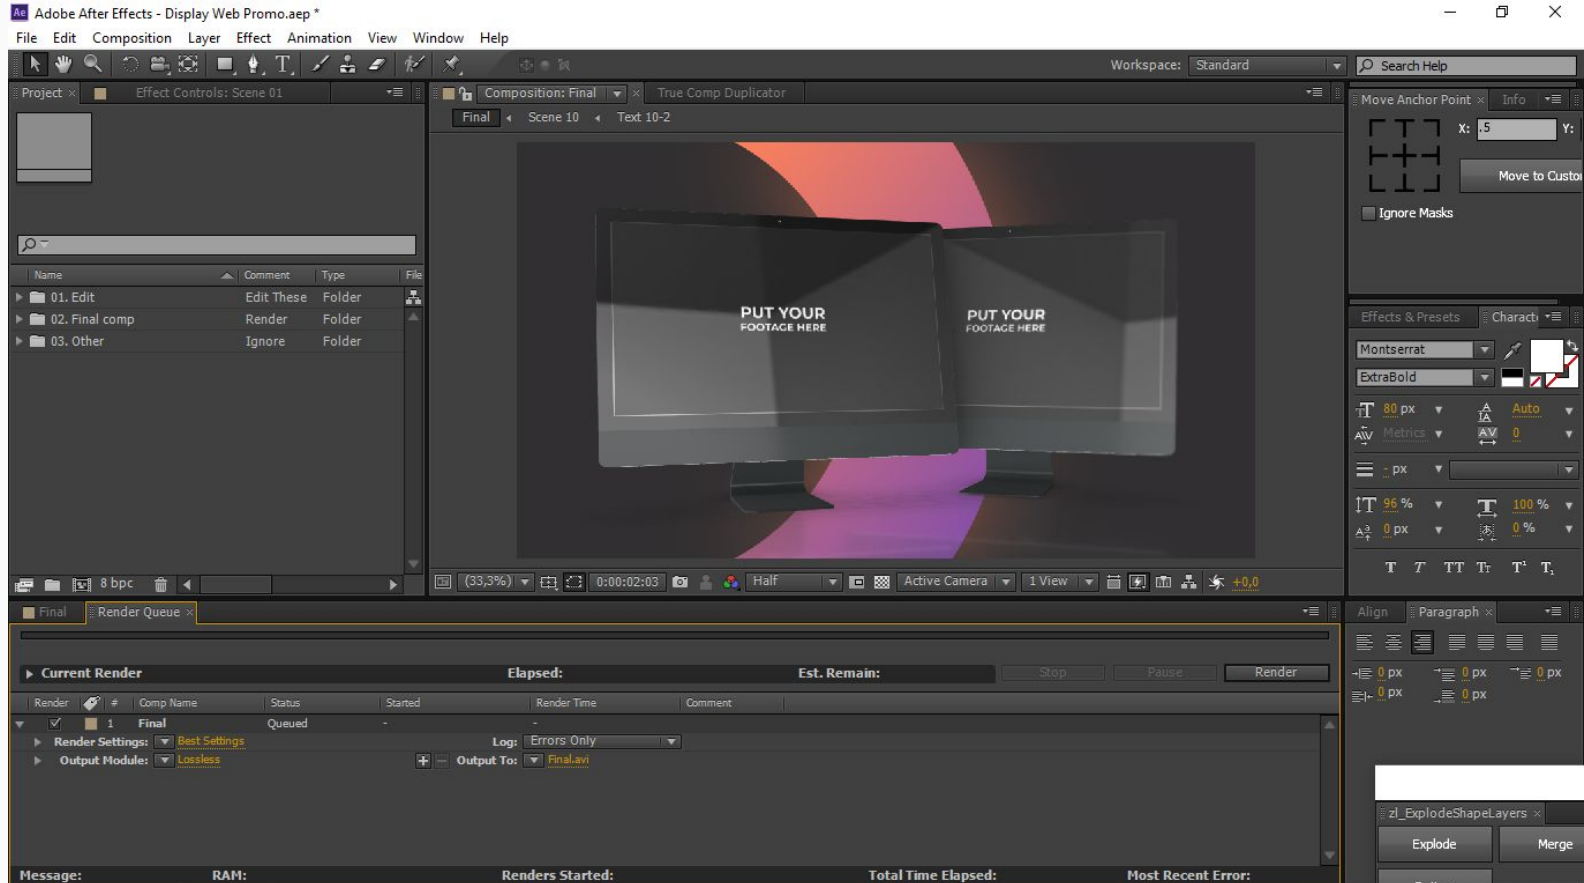 Ae Adobe After Effects - Display Web Promo.aep *
File Edit Composition Layer Effect Animation View Window Help
Workspace: Standard
Search Help
Project × Effect Controls: Scene 01
Composition: Final × True Comp Duplicator
Final Scene 10 Text 10-2
Move Anchor Point × Info
X: .5 Y:
Move to Custo
Ignore Masks
Name Comment Type File
01. Edit Edit These Folder
02. Final comp Render Folder
03. Other Ignore Folder
PUT YOUR
FOOTAGE HERE
PUT YOUR
FOOTAGE HERE
Effects & Presets Characte
Montserrat
ExtraBold
80 px Auto
Metrics 0
- px
96 % 100 %
0 px 0 %
T T TT Tt T¹ T₁
8 bpc
(33,3%) 0:00:02:03 Half Active Camera 1 View +0,0
Final Render Queue ×
Current Render Elapsed: Est. Remain: Stop Pause Render
Render # Comp Name Status Started Render Time Comment
1 Final Queued - -
Render Settings: Best Settings Log: Errors Only
Output Module: Lossless + − Output To: Final.avi
Message: RAM: Renders Started: Total Time Elapsed: Most Recent Error:
Align Paragraph ×
0 px 0 px 0 px
0 px 0 px
zl_ExplodeShapeLayers ×
Explode Merge